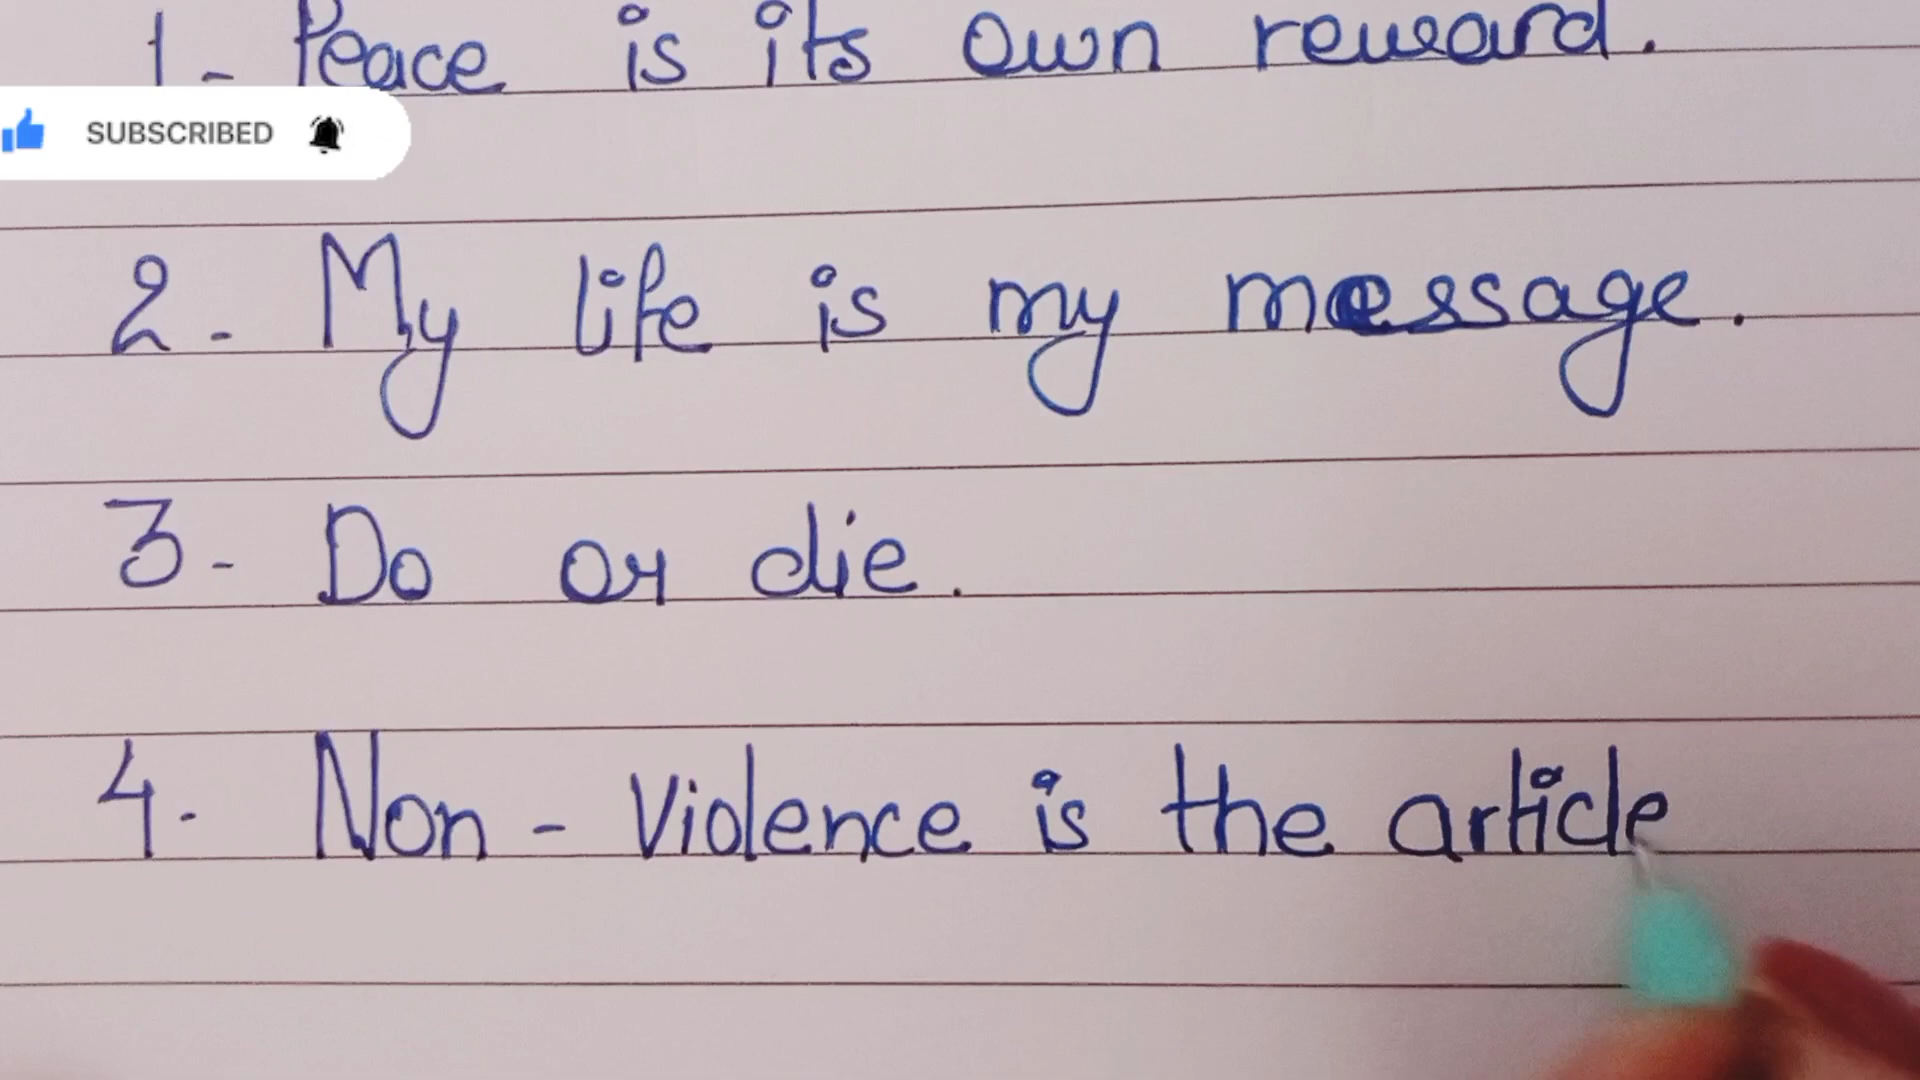 1- Peace is its own reward.
SUBSCRIBED
2- My life is my message.
3- Do or die.
4- Non-Violence is the article